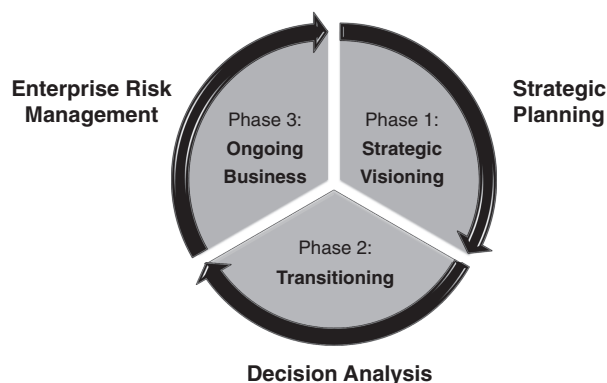 Enterprise Risk
Management
Strategic
Planning
Phase 3:
Ongoing
Business
Phase 1:
Strategic
Visioning
Phase 2:
Transitioning
Decision Analysis